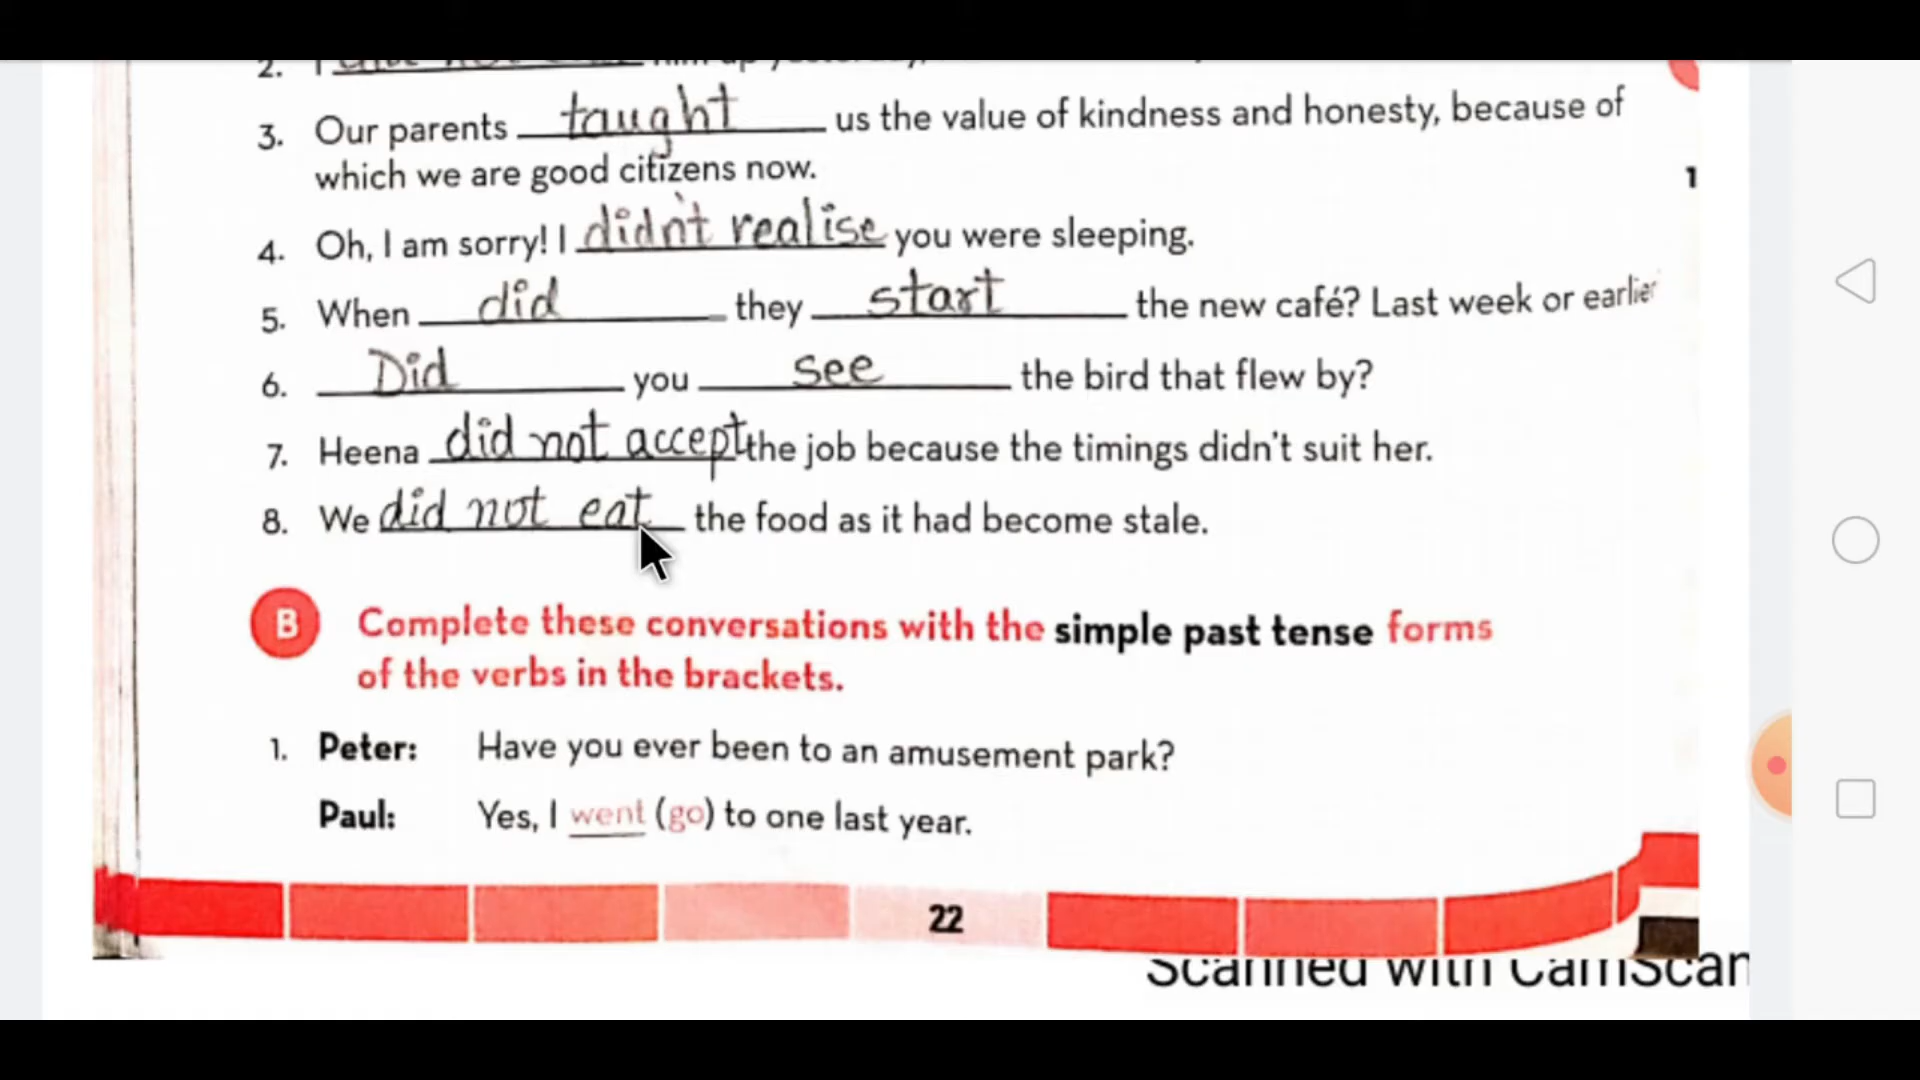 2. I
3. Our parents taught us the value of kindness and honesty, because of
which we are good citizens now.
1
4. Oh, I am sorry! I didn't realise you were sleeping.
5. When did they start the new café? Last week or earlier
6. Did you see the bird that flew by?
7. Heena did not accept the job because the timings didn't suit her.
8. We did not eat the food as it had become stale.
B Complete these conversations with the simple past tense forms
of the verbs in the brackets.
1. Peter: Have you ever been to an amusement park?
Paul: Yes, I went (go) to one last year.
22
Scanned with CamScan